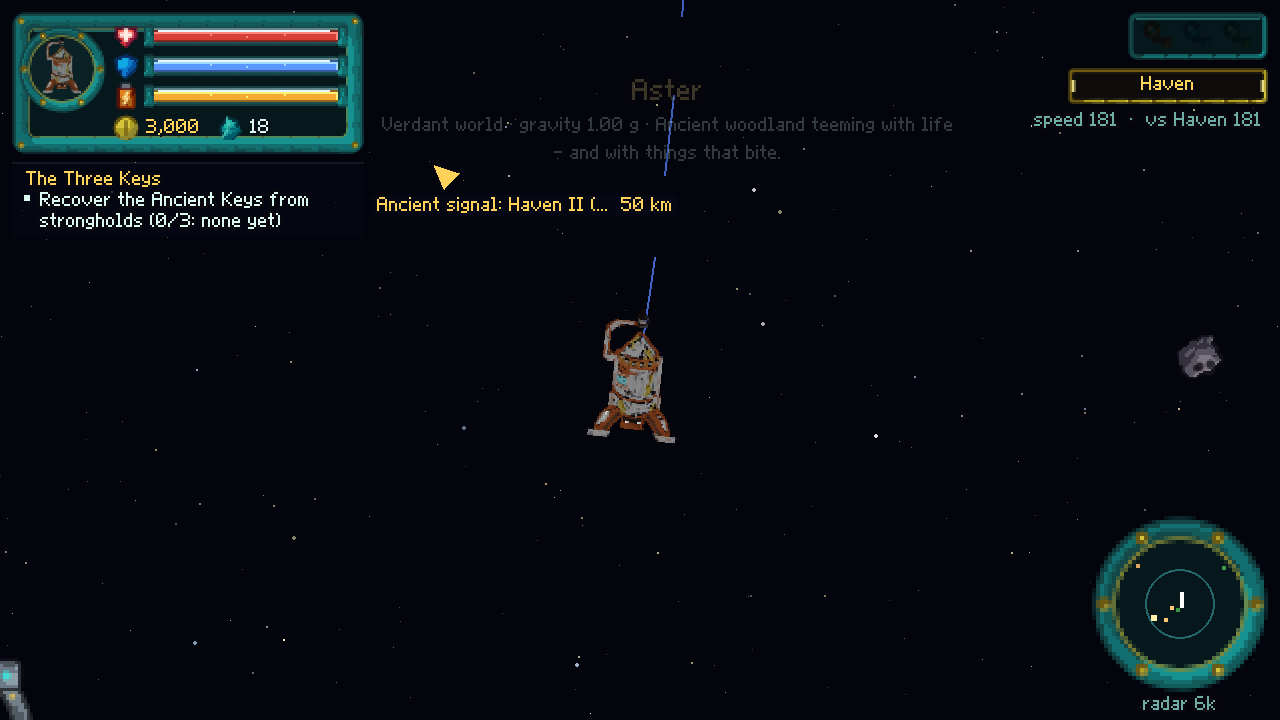 3,000
18
The Three Keys
Recover the Ancient Keys from
strongholds (0/3: none yet)
Aster
Verdant world · gravity 1.00 g · Ancient woodland teeming with life
– and with things that bite.
Ancient signal: Haven II (... 50 km
Haven
speed 181 · vs Haven 181
radar 6k